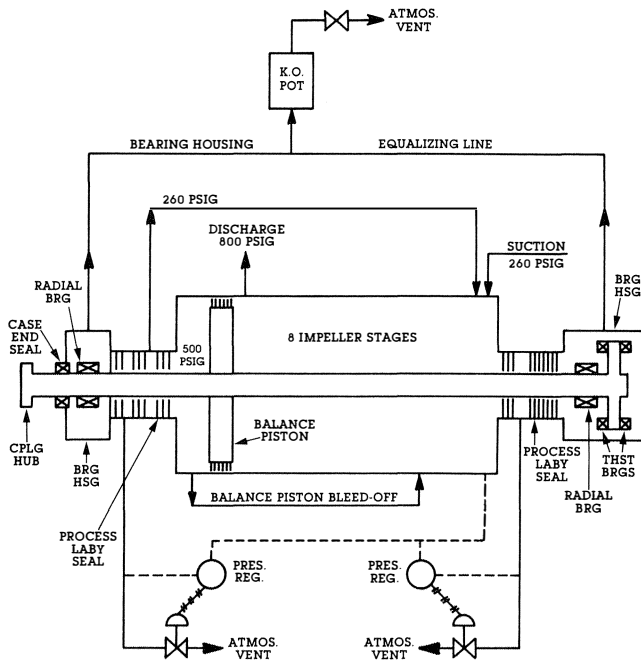 ATMOS.
VENT
K.O.
POT
BEARING HOUSING
EQUALIZING LINE
260 PSIG
DISCHARGE
800 PSIG
SUCTION
260 PSIG
BRG
HSG
RADIAL
BRG
CASE
END
SEAL
500
PSIG
8 IMPELLER STAGES
CPLG
HUB
BRG
HSG
BALANCE
PISTON
PROCESS
LABY
SEAL
THST
BRGS
RADIAL
BRG
BALANCE PISTON BLEED-OFF
PROCESS
LABY
SEAL
PRES.
REG.
PRES.
REG.
ATMOS.
VENT
ATMOS.
VENT